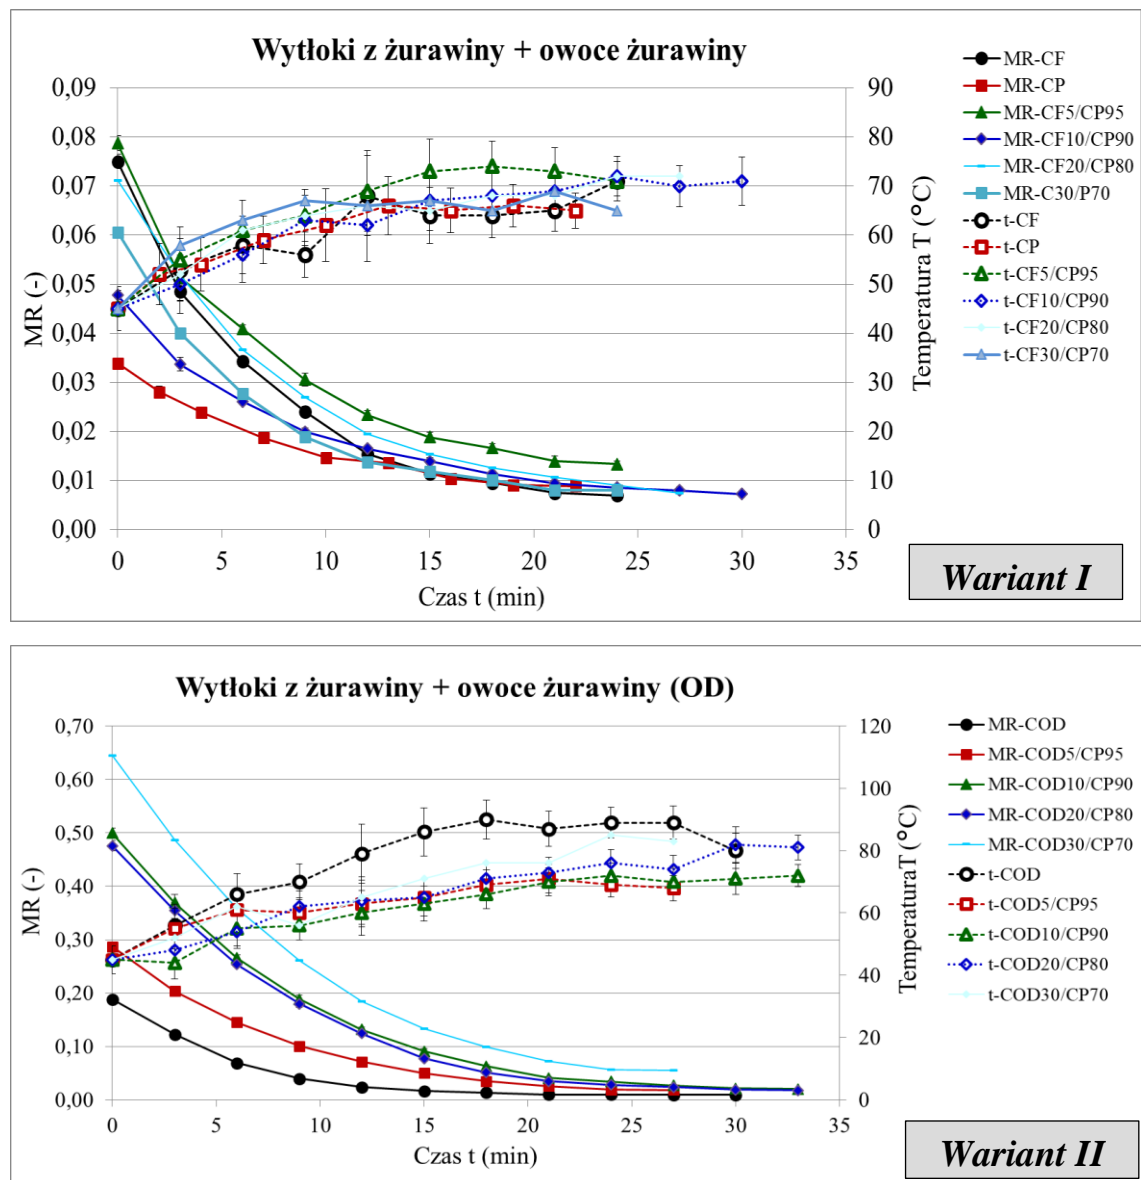 Wytłoki z żurawiny + owoce żurawiny
0,09
0,08
0,07
0,06
0,05
0,04
0,03
0,02
0,01
0,00
MR (-)
0
5
10
15
20
25
30
35
Czas t (min)
90
80
70
60
50
40
30
20
10
0
Temperatura T (°C)
MR-CF
MR-CP
MR-CF5/CP95
MR-CF10/CP90
MR-CF20/CP80
MR-C30/P70
t-CF
t-CP
t-CF5/CP95
t-CF10/CP90
t-CF20/CP80
t-CF30/CP70
Wariant I
Wytłoki z żurawiny + owoce żurawiny (OD)
0,70
0,60
0,50
0,40
0,30
0,20
0,10
0,00
MR (-)
0
5
10
15
20
25
30
35
Czas t (min)
120
100
80
60
40
20
0
TemperaturaT (°C)
MR-COD
MR-COD5/CP95
MR-COD10/CP90
MR-COD20/CP80
MR-COD30/CP70
t-COD
t-COD5/CP95
t-COD10/CP90
t-COD20/CP80
t-COD30/CP70
Wariant II